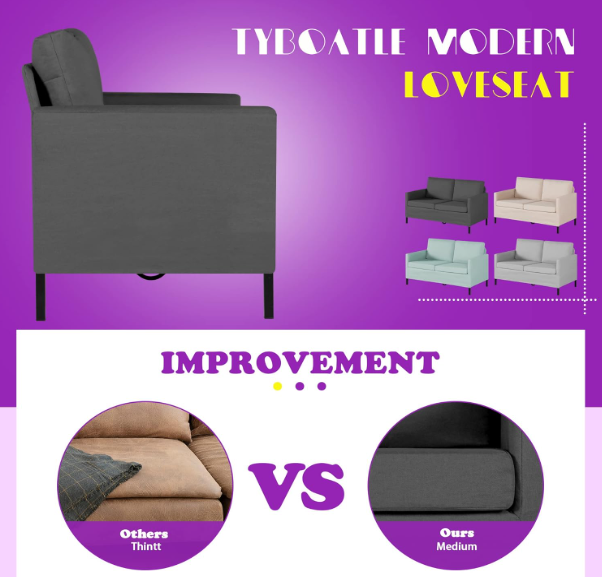 TYBOATLE MODERN
LOVESEAT
IMPROVEMENT
VS
Others
Thintt
Ours
Medium